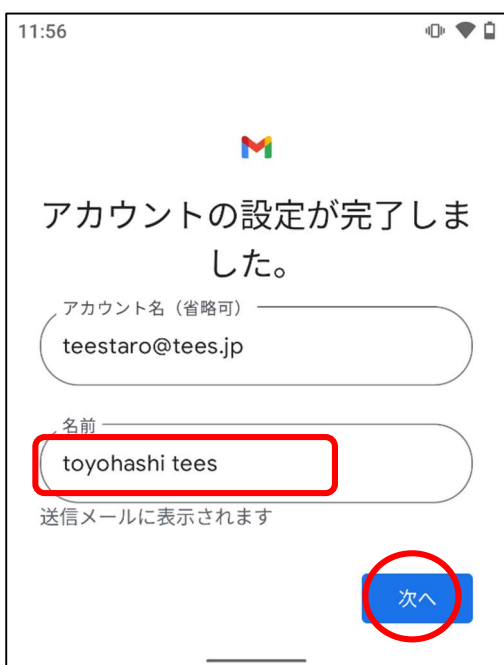 11:56
アカウントの設定が完了しま
した。
アカウント名（省略可）
teestaro@tees.jp
名前
toyohashi tees
送信メールに表示されます
次へ